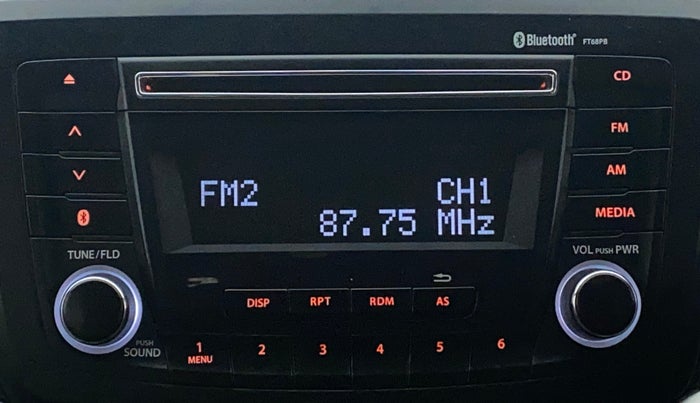 Bluetooth® FT68PB
CD
FM
AM
MEDIA
FM2 CH1
87.75 MHz
TUNE/FLD
VOL PUSH PWR
DISP RPT RDM AS
PUSH
SOUND
1 2 3 4 5 6
MENU